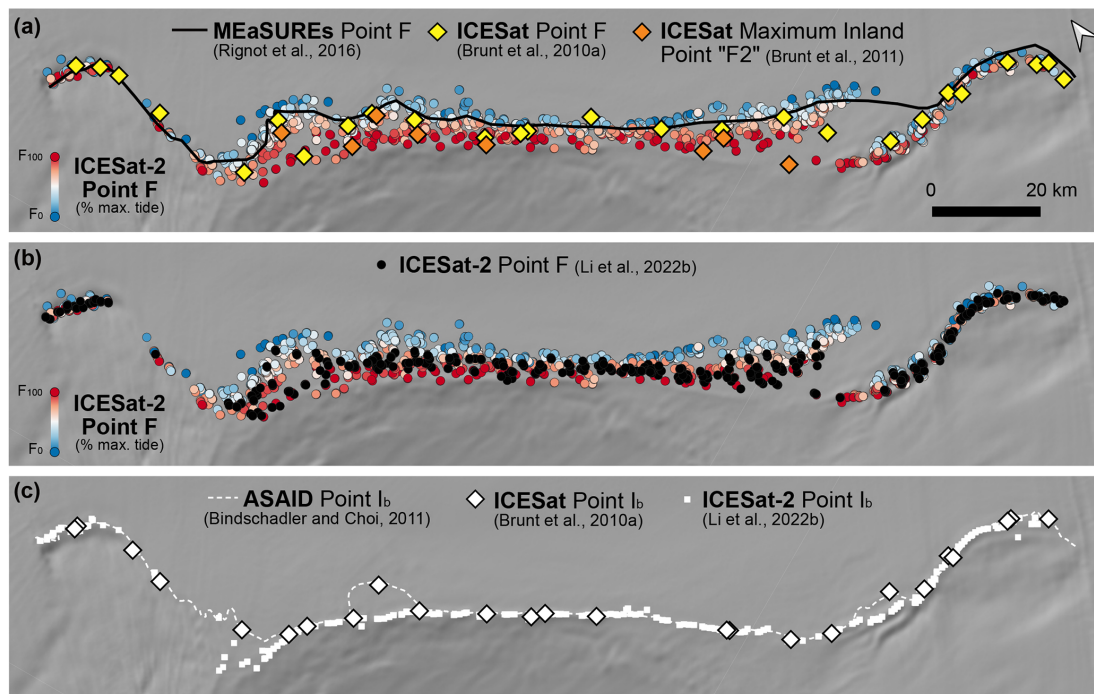 (a)
MEaSUREs Point F
(Rignot et al., 2016)
ICESat Point F
(Brunt et al., 2010a)
ICESat Maximum Inland
Point "F2" (Brunt et al., 2011)
F100
ICESat-2
Point F
(% max. tide)
F0
0 20 km
(b)
ICESat-2 Point F (Li et al., 2022b)
F100
ICESat-2
Point F
(% max. tide)
F0
(c)
ASAID Point Ib
(Bindschadler and Choi, 2011)
ICESat Point Ib
(Brunt et al., 2010a)
ICESat-2 Point Ib
(Li et al., 2022b)